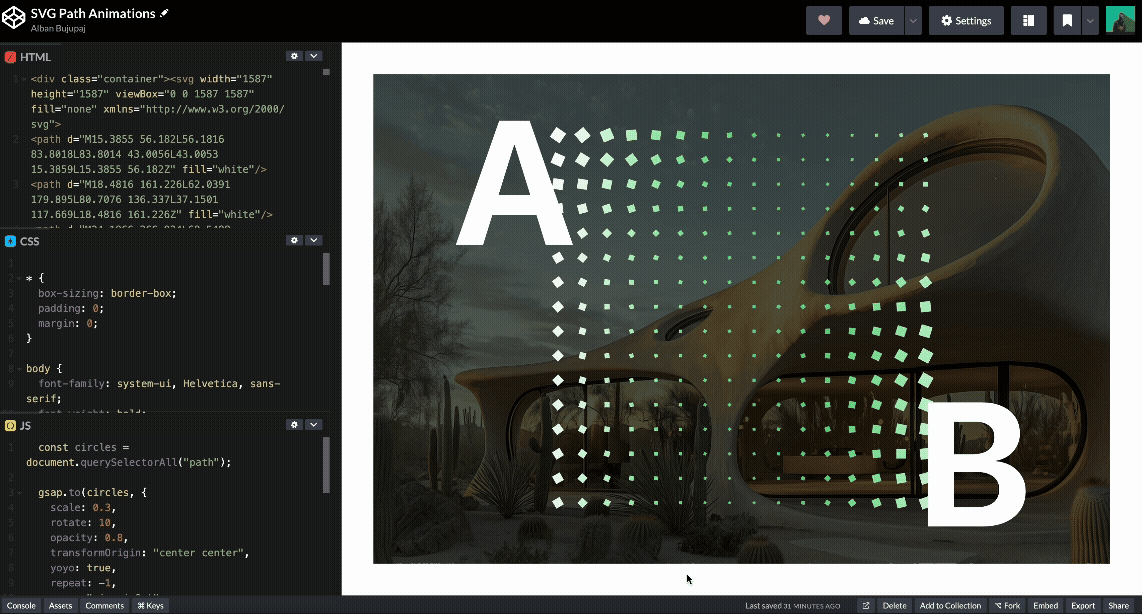 SVG Path Animations
Alban Bujupaj
Save
Settings
HTML
1 <div class="container"><svg width="1587"
height="1587" viewBox="0 0 1587 1587"
fill="none" xmlns="http://www.w3.org/2000/
svg">
2 <path d="M15.3855 56.182L56.1816
83.8018L83.8014 43.0056L43.0053
15.3859L15.3855 56.182Z" fill="white"/>
3 <path d="M18.4816 161.226L62.0391
179.895L80.7076 136.337L37.1501
117.669L18.4816 161.226Z" fill="white"/>
CSS
1
2 * {
3 box-sizing: border-box;
4 padding: 0;
5 margin: 0;
6 }
7
8 body {
9 font-family: system-ui, Helvetica, sans-
serif;
JS
1 const circles =
document.querySelectorAll("path");
2
3 gsap.to(circles, {
4 scale: 0.3,
5 rotate: 10,
6 opacity: 0.8,
7 transformOrigin: "center center",
8 yoyo: true,
9 repeat: -1,
A
B
Console Assets Comments ⌘ Keys
Last saved 31 MINUTES AGO
Delete Add to Collection ⌥ Fork Embed Export Share